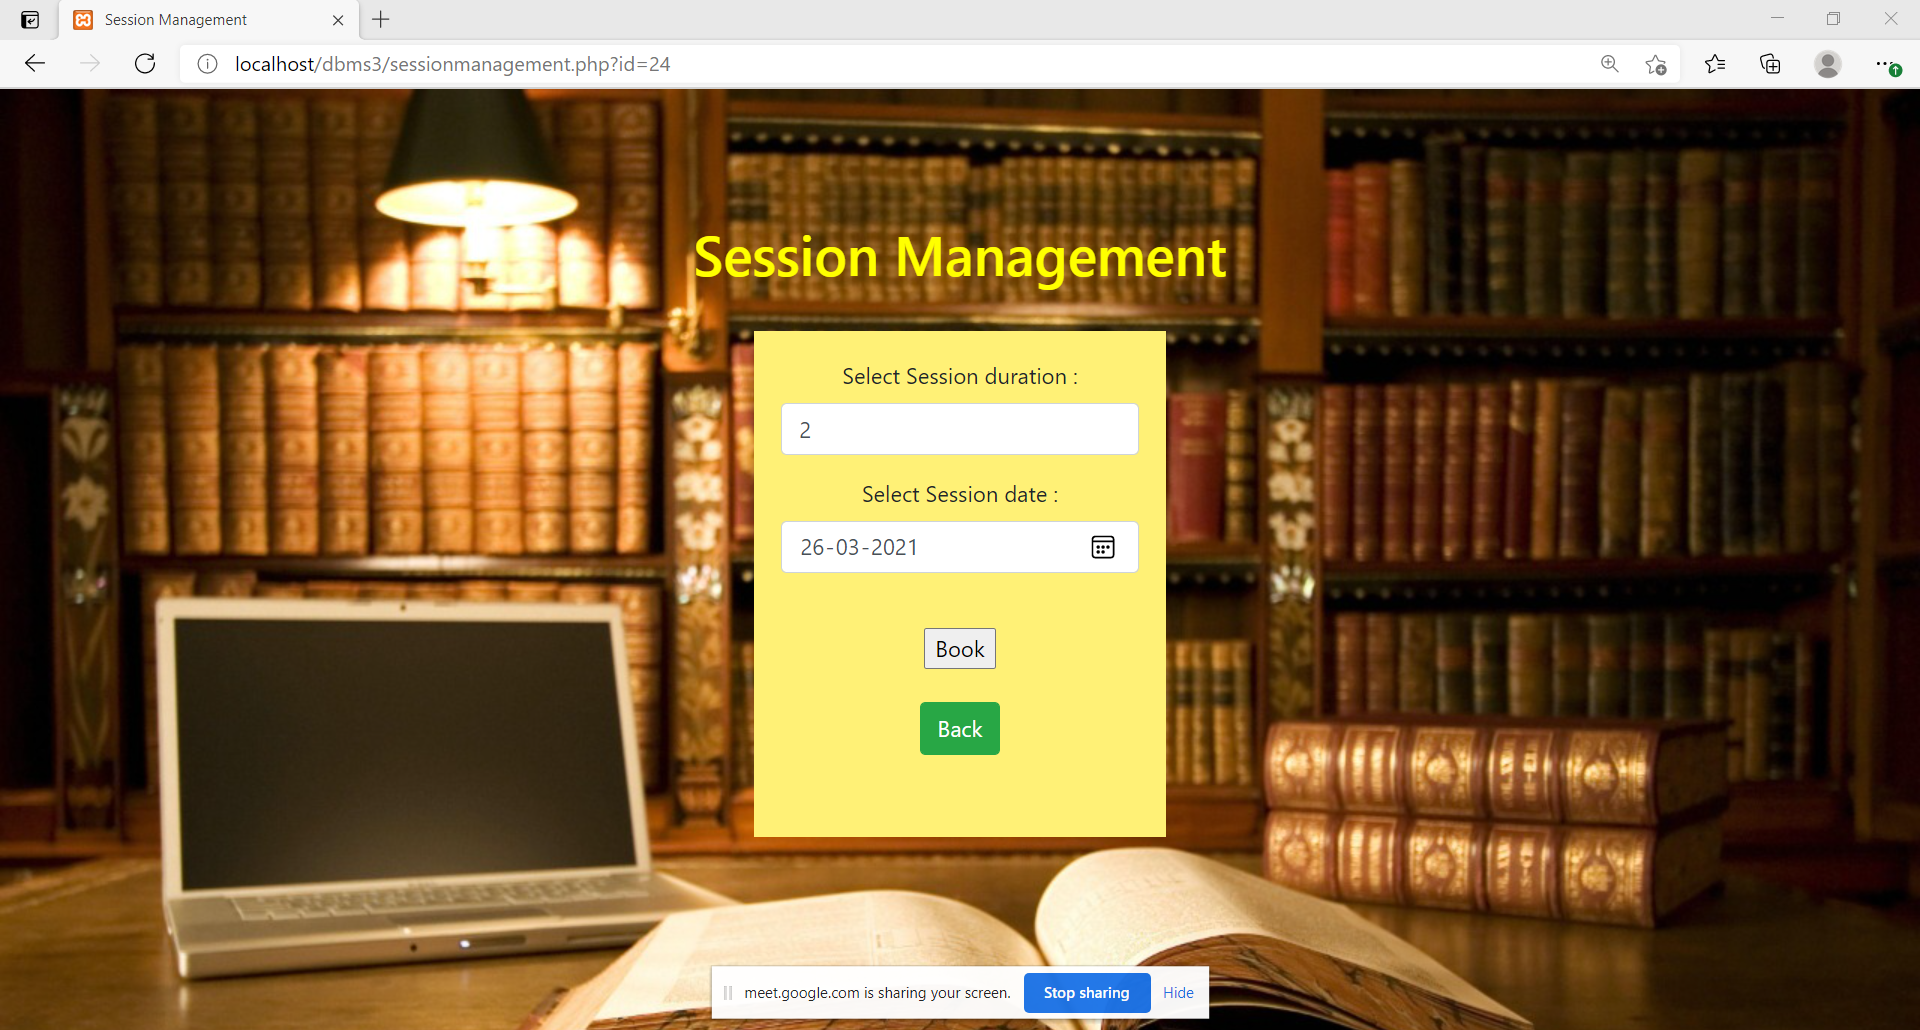 Session Management
localhost/dbms3/sessionmanagement.php?id=24
Session Management
Select Session duration :
2
Select Session date :
26-03-2021
Book
Back
meet.google.com is sharing your screen. Stop sharing Hide